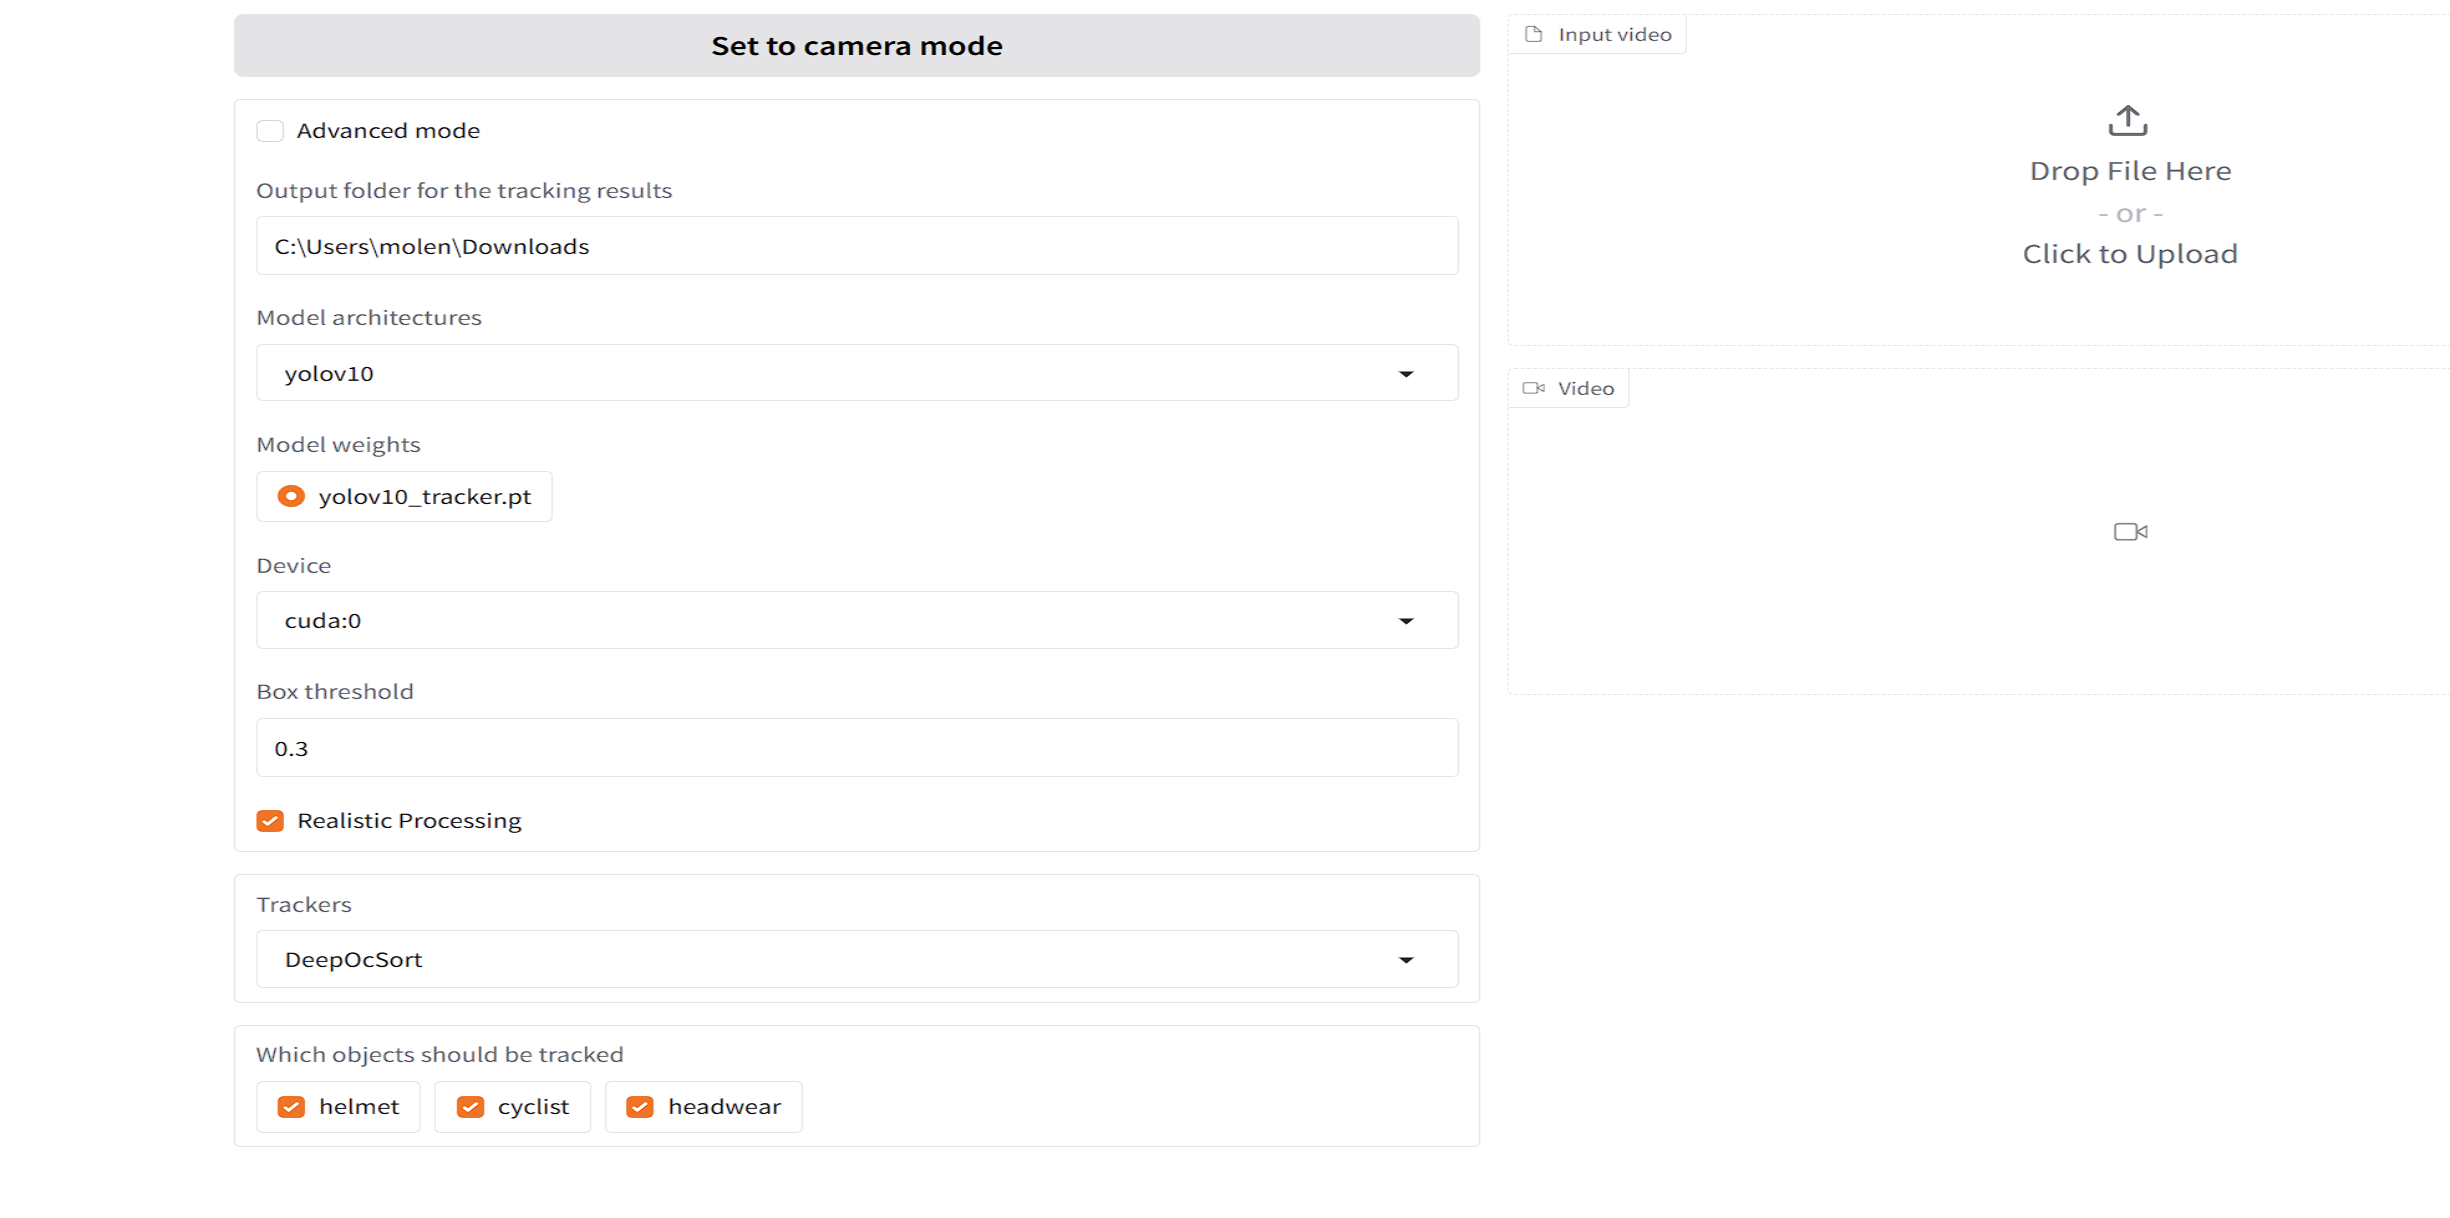 Set to camera mode
Advanced mode
Output folder for the tracking results
C:\Users\molen\Downloads
Model architectures
yolov10
Model weights
yolov10_tracker.pt
Device
cuda:0
Box threshold
0.3
Realistic Processing
Trackers
DeepOcSort
Which objects should be tracked
helmet cyclist headwear
Input video
Drop File Here
- or -
Click to Upload
Video